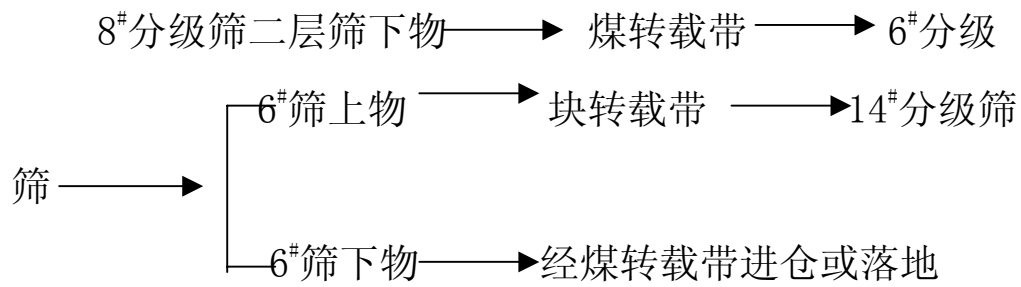 8#分级筛二层筛下物 煤转载带 6#分级
6#筛上物 块转载带 14#分级筛
筛
6#筛下物 经煤转载带进仓或落地